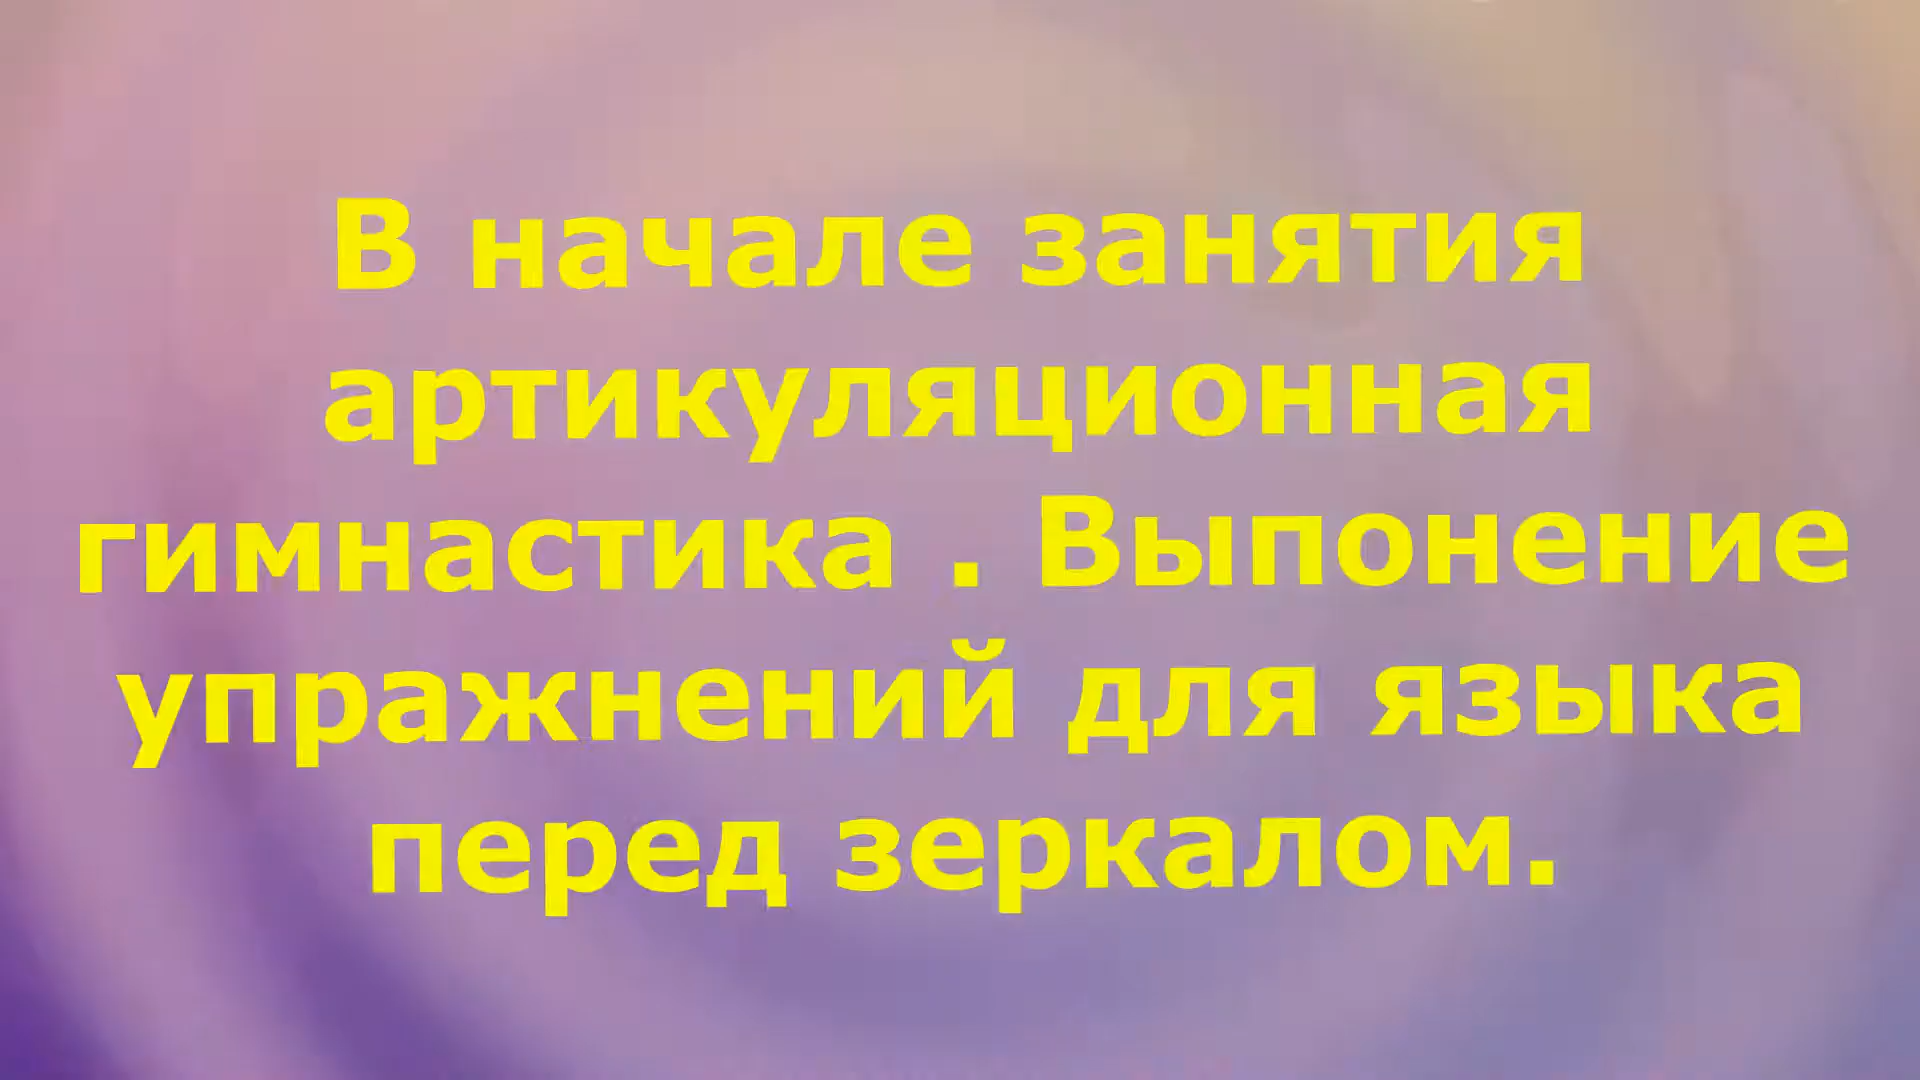 В начале занятия
артикуляционная
гимнастика . Выпонение
упражнений для языка
перед зеркалом.